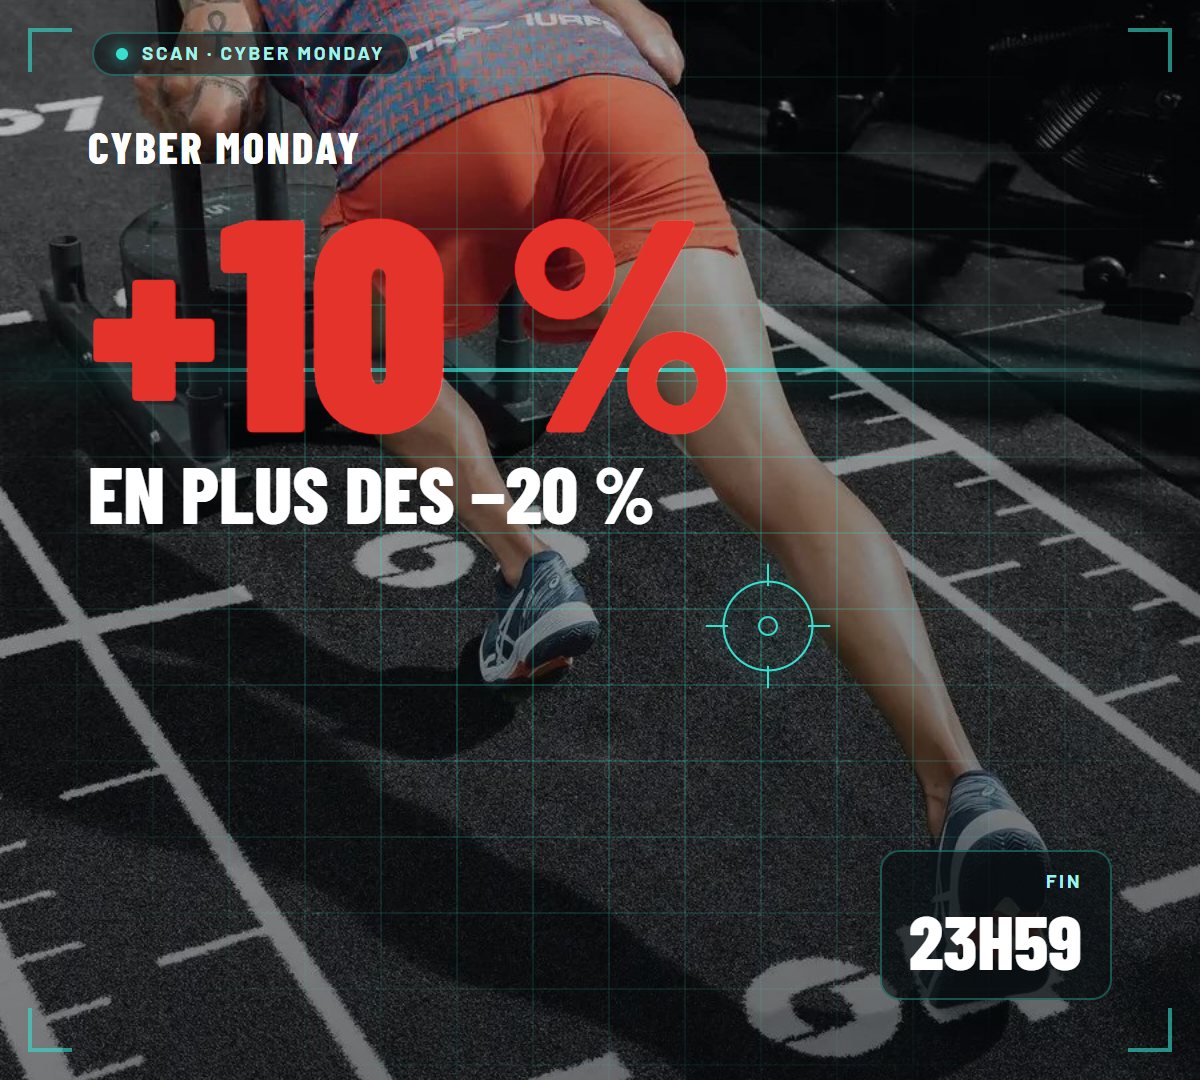 SCAN · CYBER MONDAY
CYBER MONDAY
+10 %
EN PLUS DES –20 %
FIN
23H59